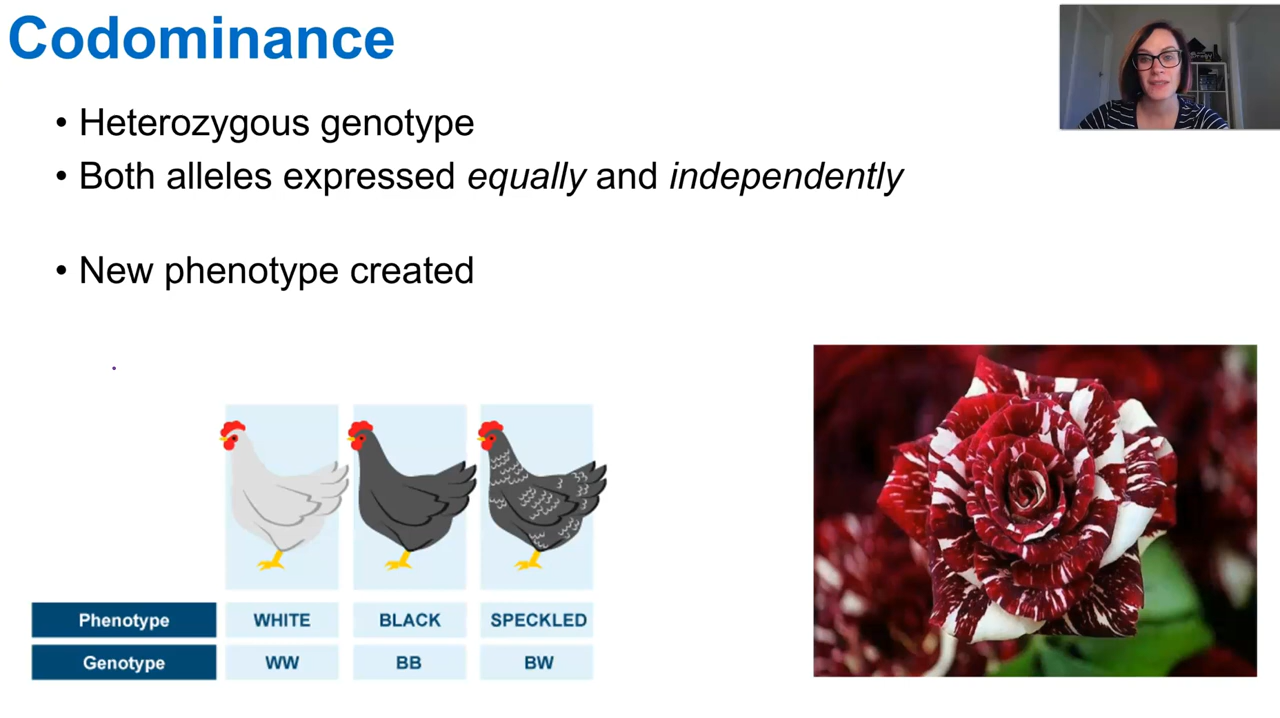 Codominance
• Heterozygous genotype
• Both alleles expressed equally and independently
• New phenotype created
Phenotype WHITE BLACK SPECKLED
Genotype WW BB BW